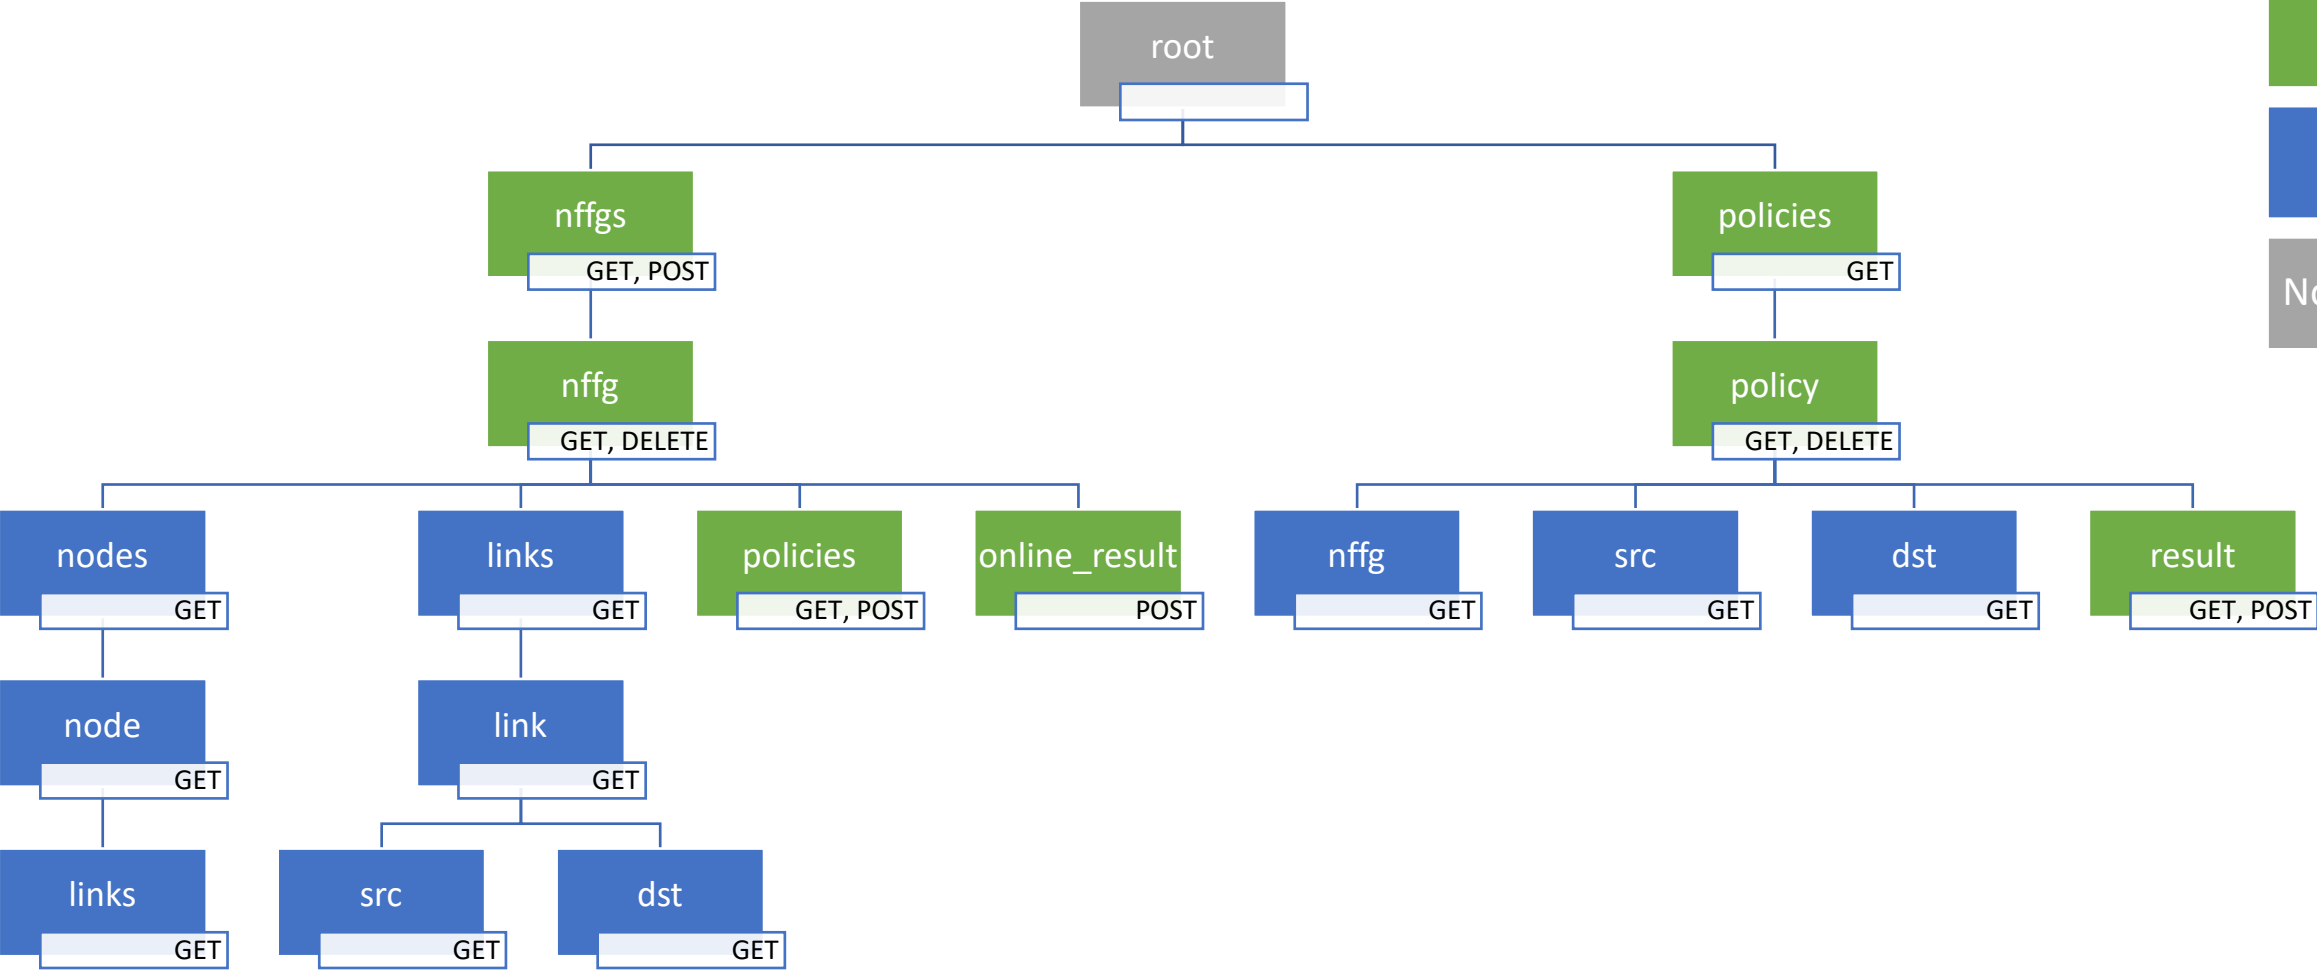 root
nffgs
GET, POST
policies
GET
nffg
GET, DELETE
policy
GET, DELETE
nodes
GET
links
GET
policies
GET, POST
online_result
POST
nffg
GET
src
GET
dst
GET
result
GET, POST
node
GET
link
GET
links
GET
src
GET
dst
GET